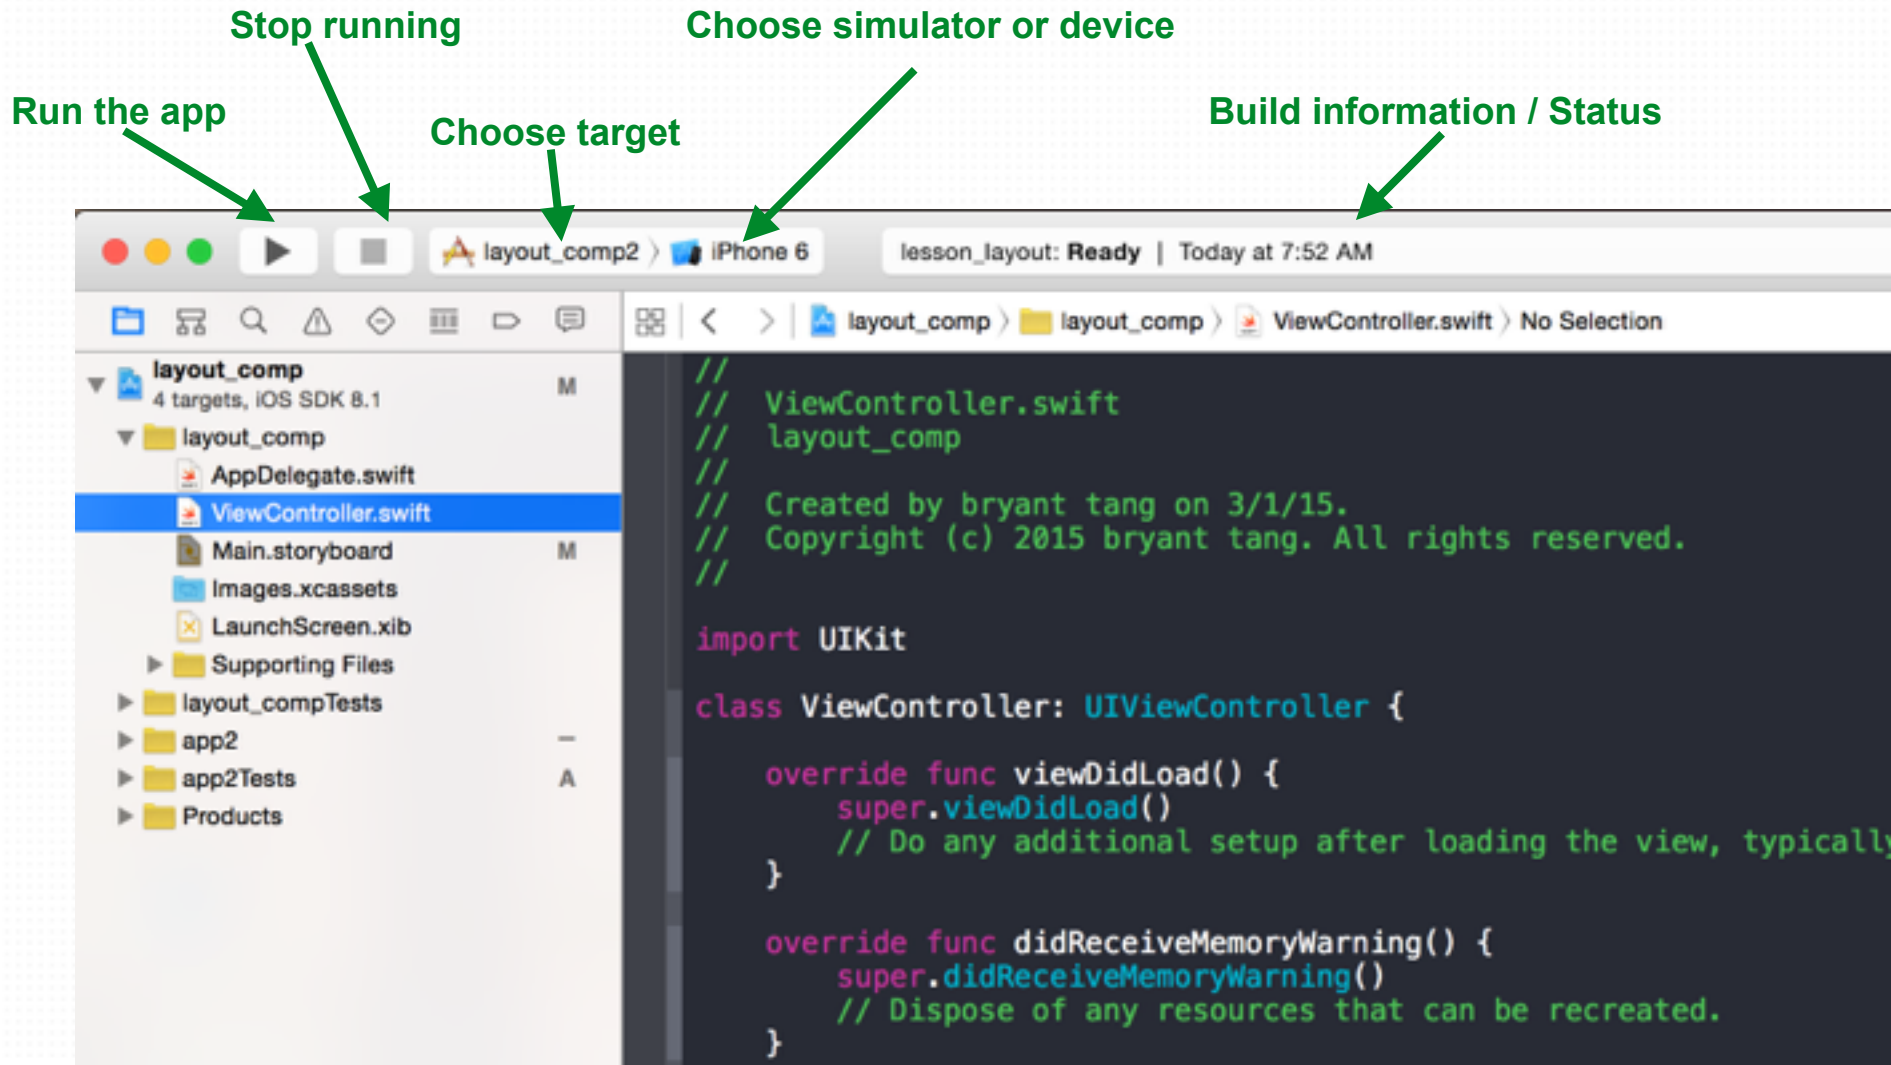 Stop running
Choose simulator or device
Run the app
Choose target
Build information / Status
layout_comp2 〉 iPhone 6
lesson_layout: Ready | Today at 7:52 AM
layout_comp 〉 layout_comp 〉 ViewController.swift 〉 No Selection
layout_comp
4 targets, iOS SDK 8.1
M
layout_comp
AppDelegate.swift
ViewController.swift
Main.storyboard M
Images.xcassets
LaunchScreen.xib
Supporting Files
layout_compTests
app2 –
app2Tests A
Products
//
// ViewController.swift
// layout_comp
//
// Created by bryant tang on 3/1/15.
// Copyright (c) 2015 bryant tang. All rights reserved.
//
import UIKit
class ViewController: UIViewController {
override func viewDidLoad() {
super.viewDidLoad()
// Do any additional setup after loading the view, typically
}
override func didReceiveMemoryWarning() {
super.didReceiveMemoryWarning()
// Dispose of any resources that can be recreated.
}